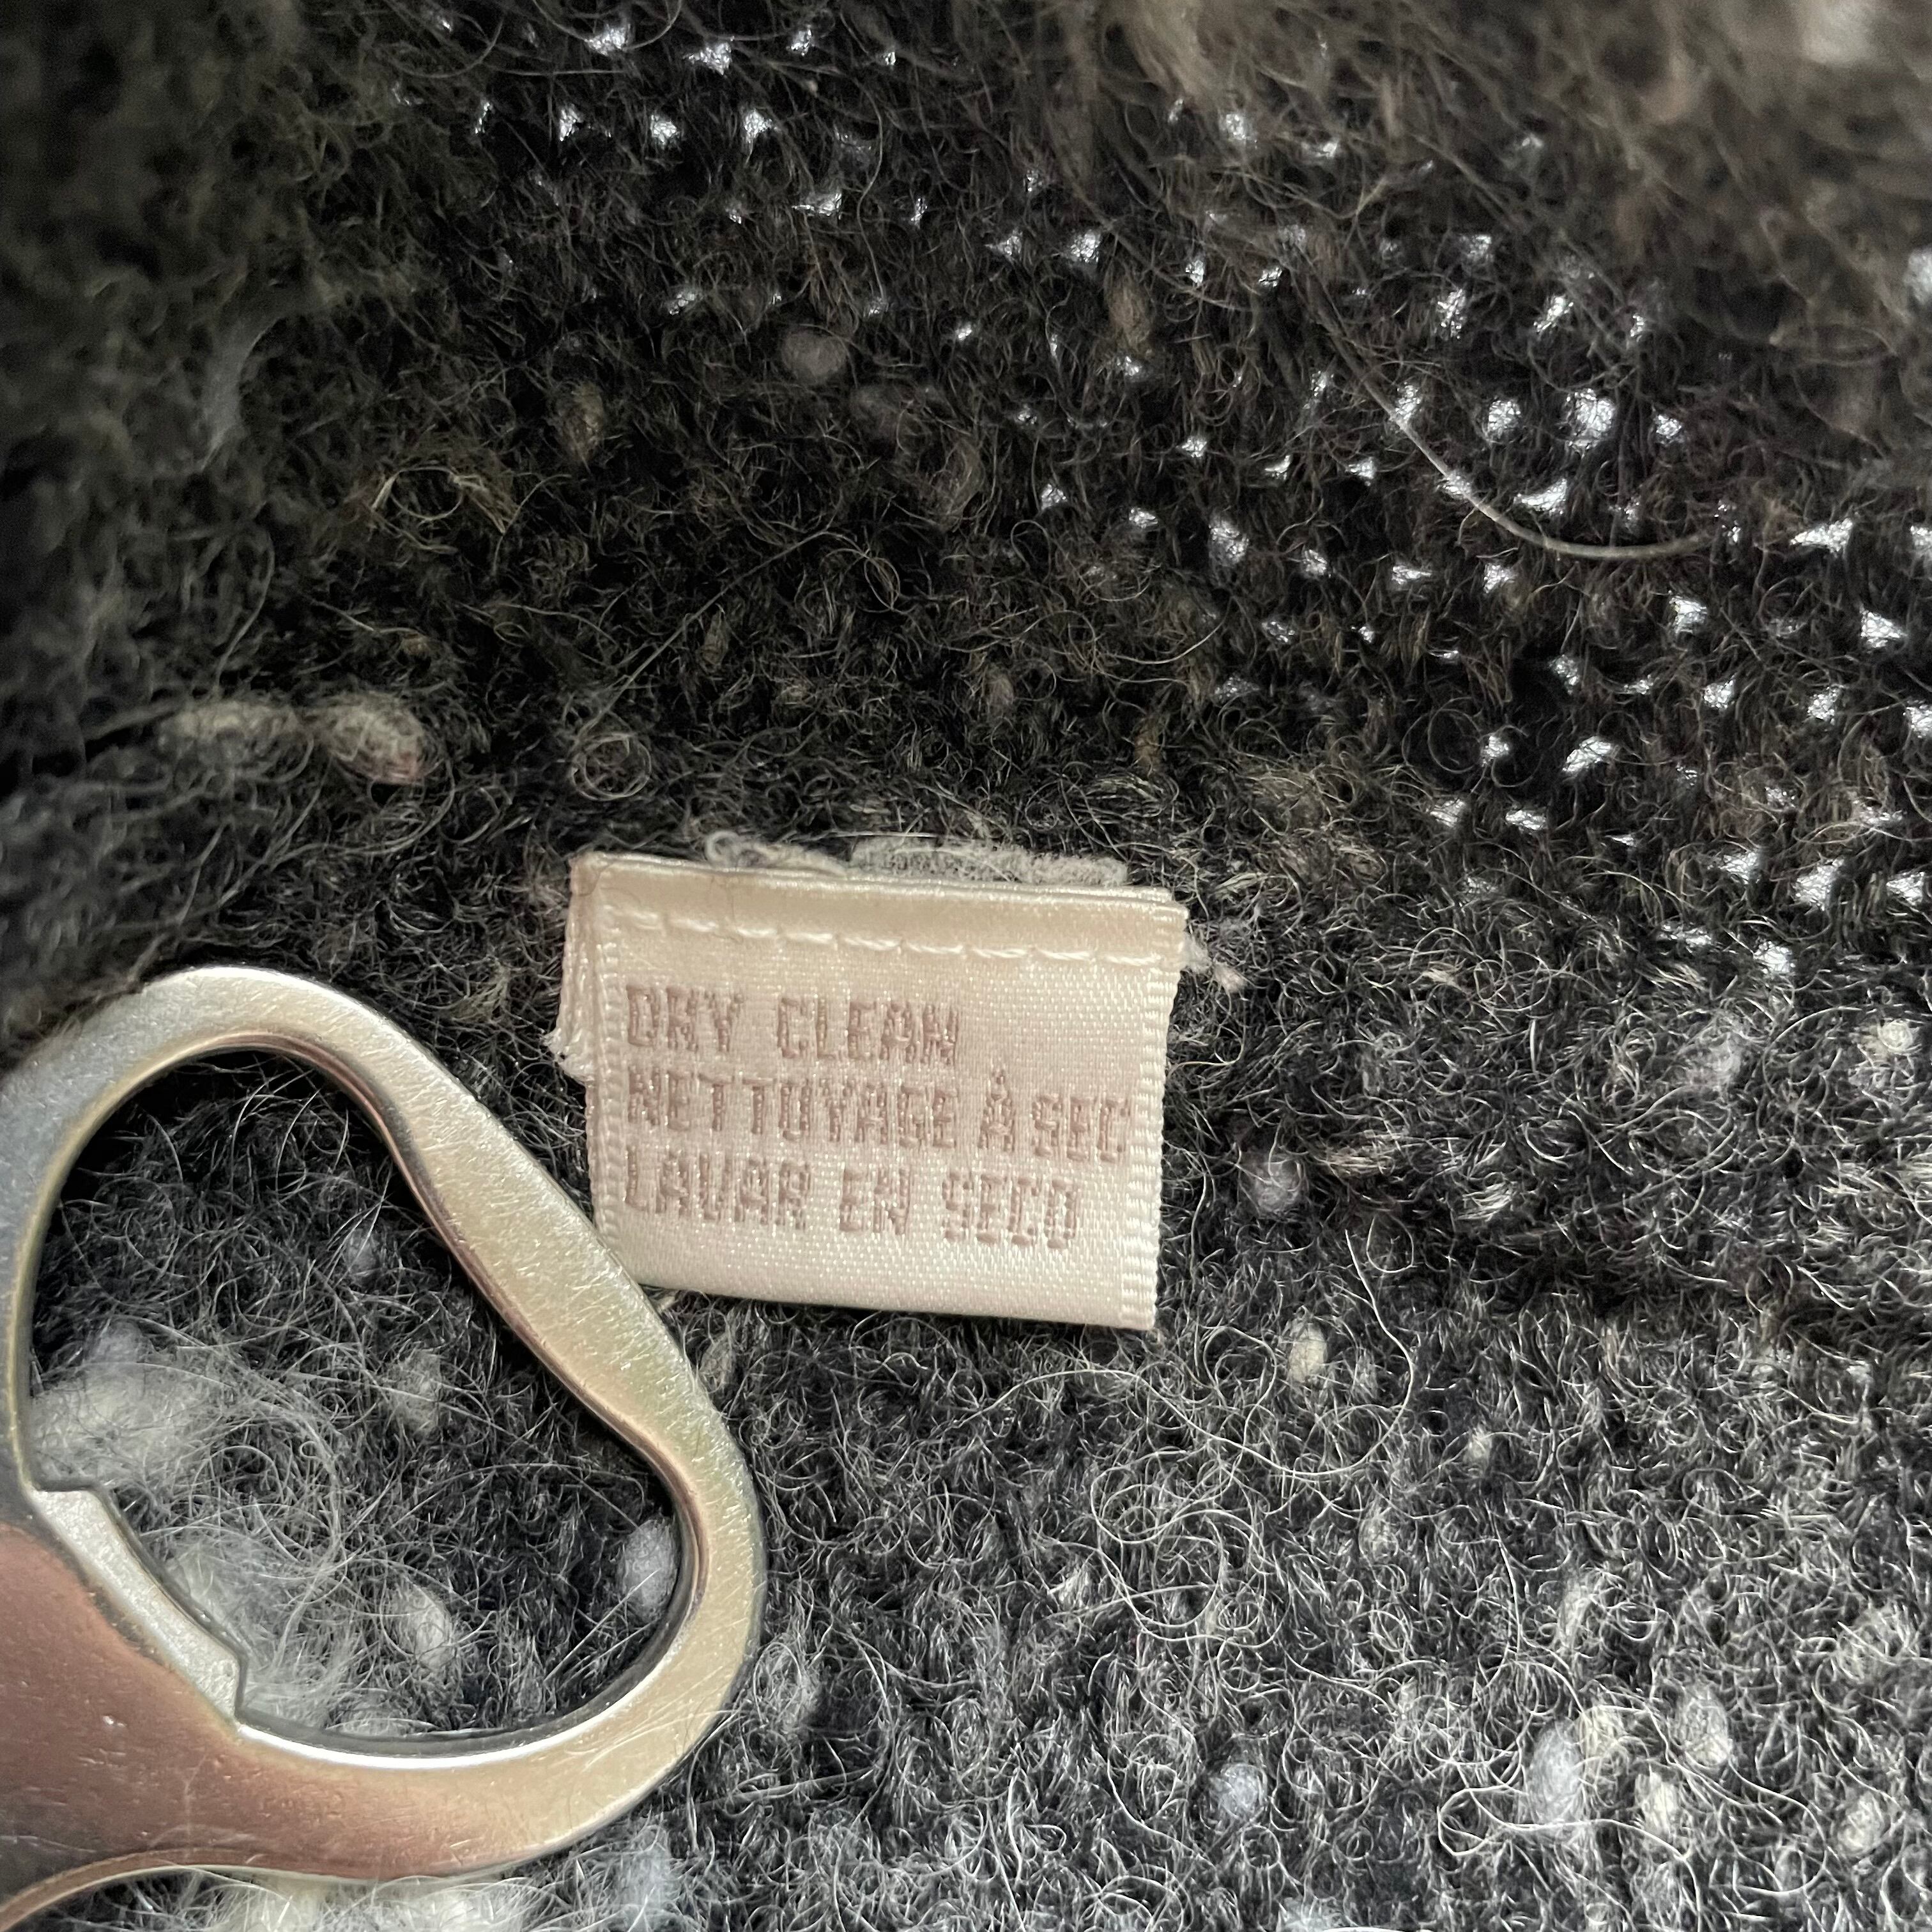 DRY CLEAN
NETTOYAGE À SEC
LAVAR EN SECO